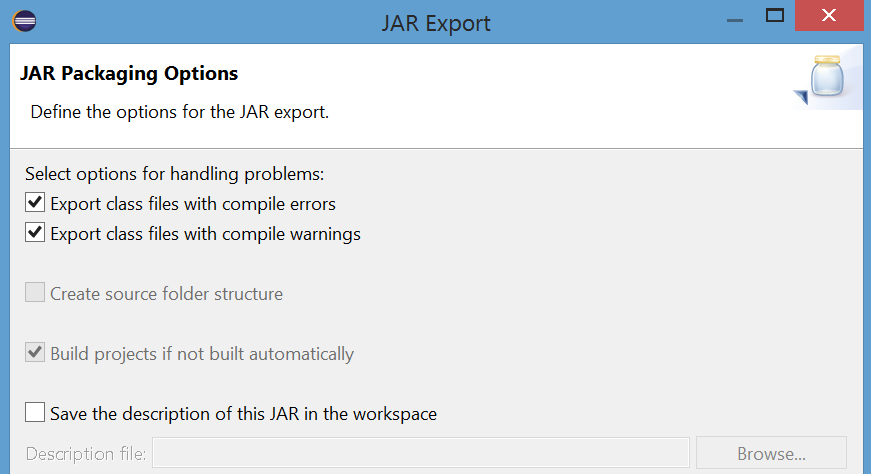 JAR Export
JAR Packaging Options
Define the options for the JAR export.
Select options for handling problems:
Export class files with compile errors
Export class files with compile warnings
Create source folder structure
Build projects if not built automatically
Save the description of this JAR in the workspace
Description file: Browse...